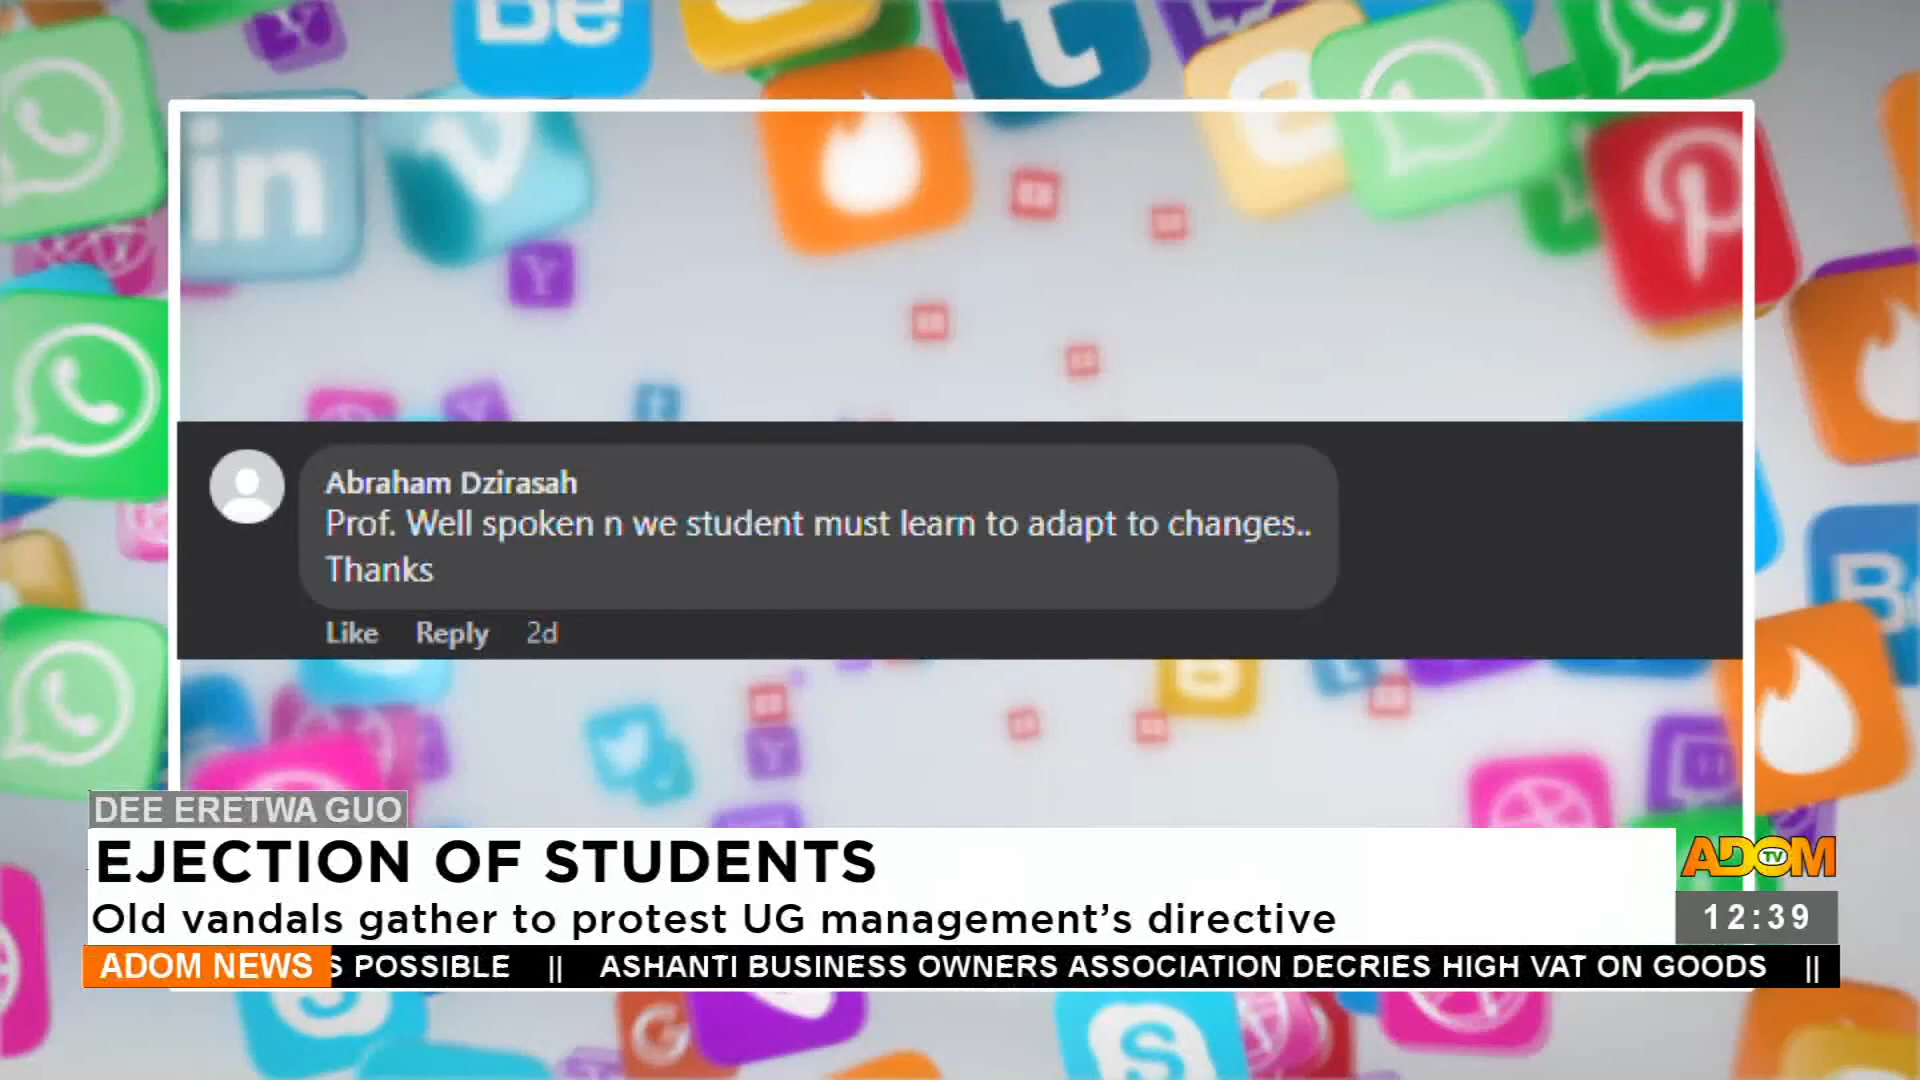 Bē
t
in
Abraham Dzirasah
Prof. Well spoken n we student must learn to adapt to changes..
Thanks
Like Reply 2d
DEE ERETWA GUO
EJECTION OF STUDENTS
Old vandals gather to protest UG management’s directive
ADOM TV
12:39
ADOM NEWS
S POSSIBLE || ASHANTI BUSINESS OWNERS ASSOCIATION DECRIES HIGH VAT ON GOODS ||